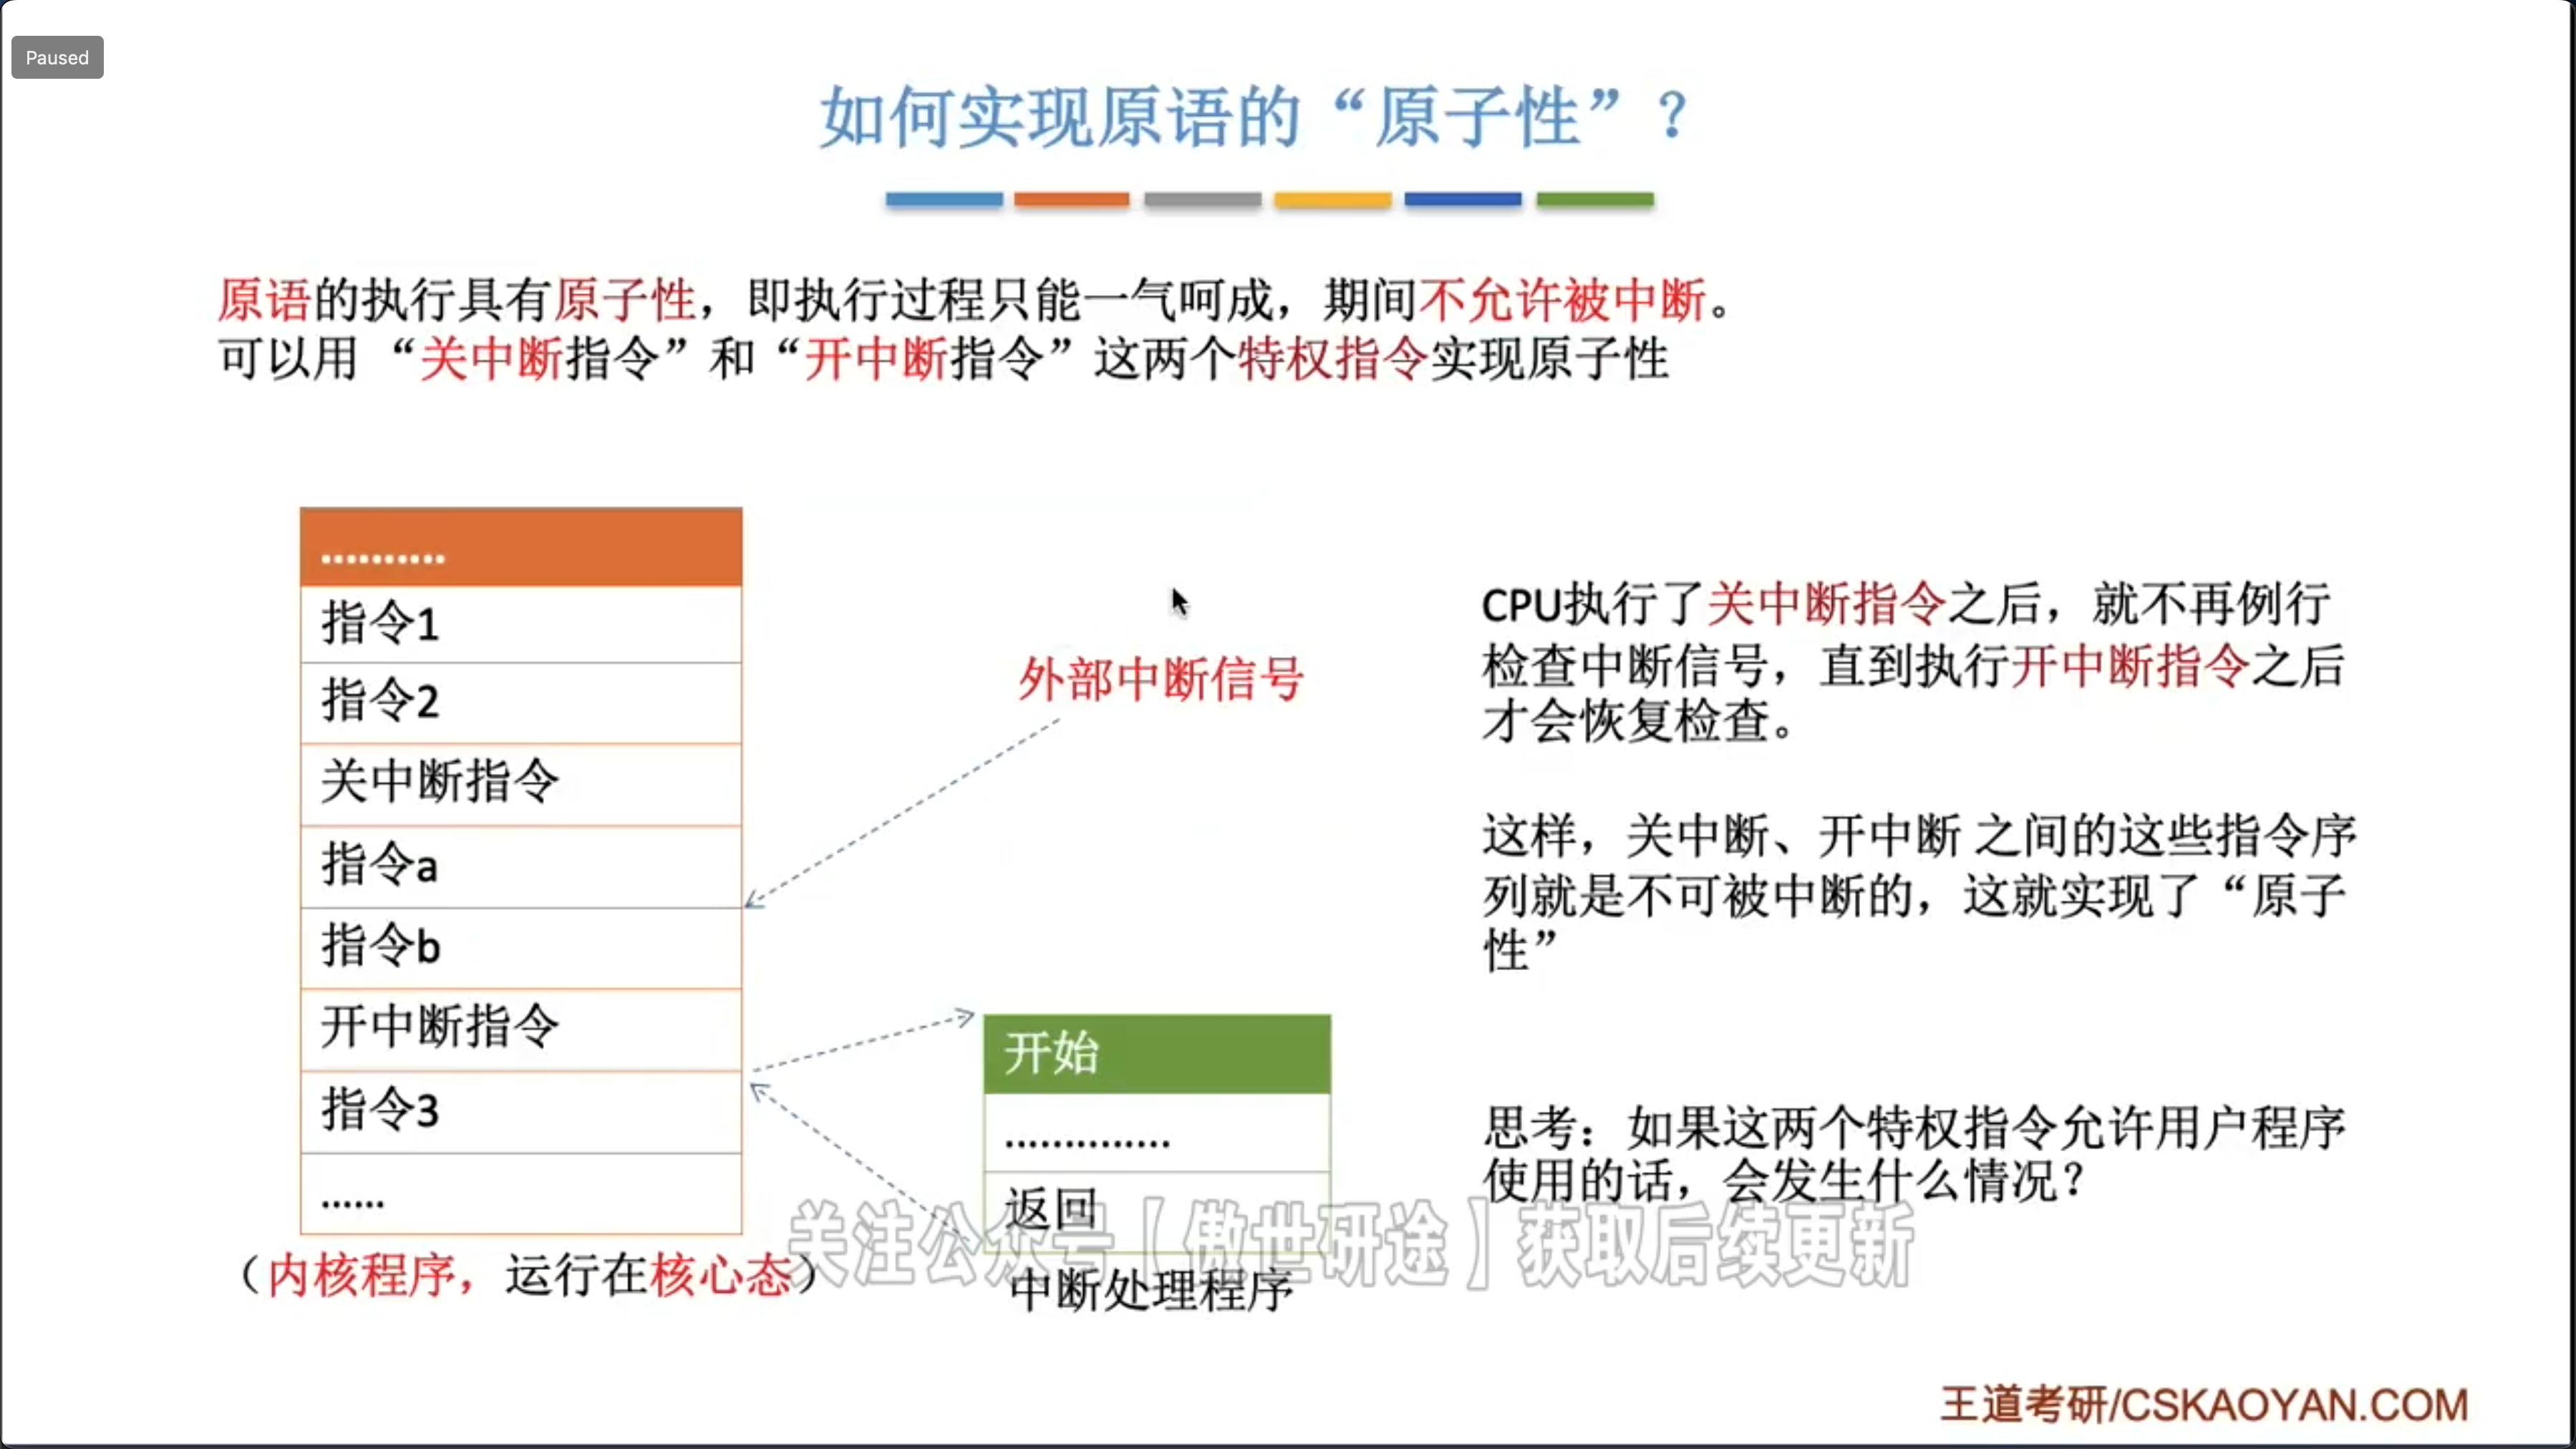 Paused
如何实现原语的“原子性”？
原语的执行具有原子性，即执行过程只能一气呵成，期间不允许被中断。
可以用“关中断指令”和“开中断指令”这两个特权指令实现原子性
..........
指令1
指令2
关中断指令
指令a
指令b
开中断指令
指令3
......
（内核程序，运行在核心态）
外部中断信号
开始
..............
返回
中断处理程序
CPU执行了关中断指令之后，就不再例行
检查中断信号，直到执行开中断指令之后
才会恢复检查。
这样，关中断、开中断 之间的这些指令序
列就是不可被中断的，这就实现了“原子
性”
思考：如果这两个特权指令允许用户程序
使用的话，会发生什么情况？
关注公众号【傲世研途】获取后续更新
王道考研/CSKAOYAN.COM